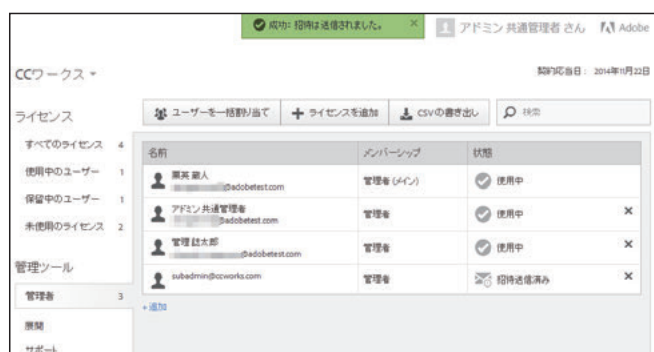 成功: 招待は送信されました。 ×
アドミン 共通管理者 さん Adobe
CCワークス
契約応当日: 2014年11月22日
ライセンス
ユーザーを一括割り当て
ライセンスを追加
CSVの書き出し
検索
すべてのライセンス 4
使用中のユーザー 1
保留中のユーザー 1
未使用のライセンス 2
管理ツール
管理者 3
展開
サポート
名前 メンバーシップ 状態
@adobetest.com
管理者 (メイン) 使用中
アドミン 共通管理者
@adobetest.com
管理者 使用中 ×
管理 太郎
@adobetest.com
管理者 使用中 ×
subadmin@ccworks.com 管理者 招待送信済み ×
+追加